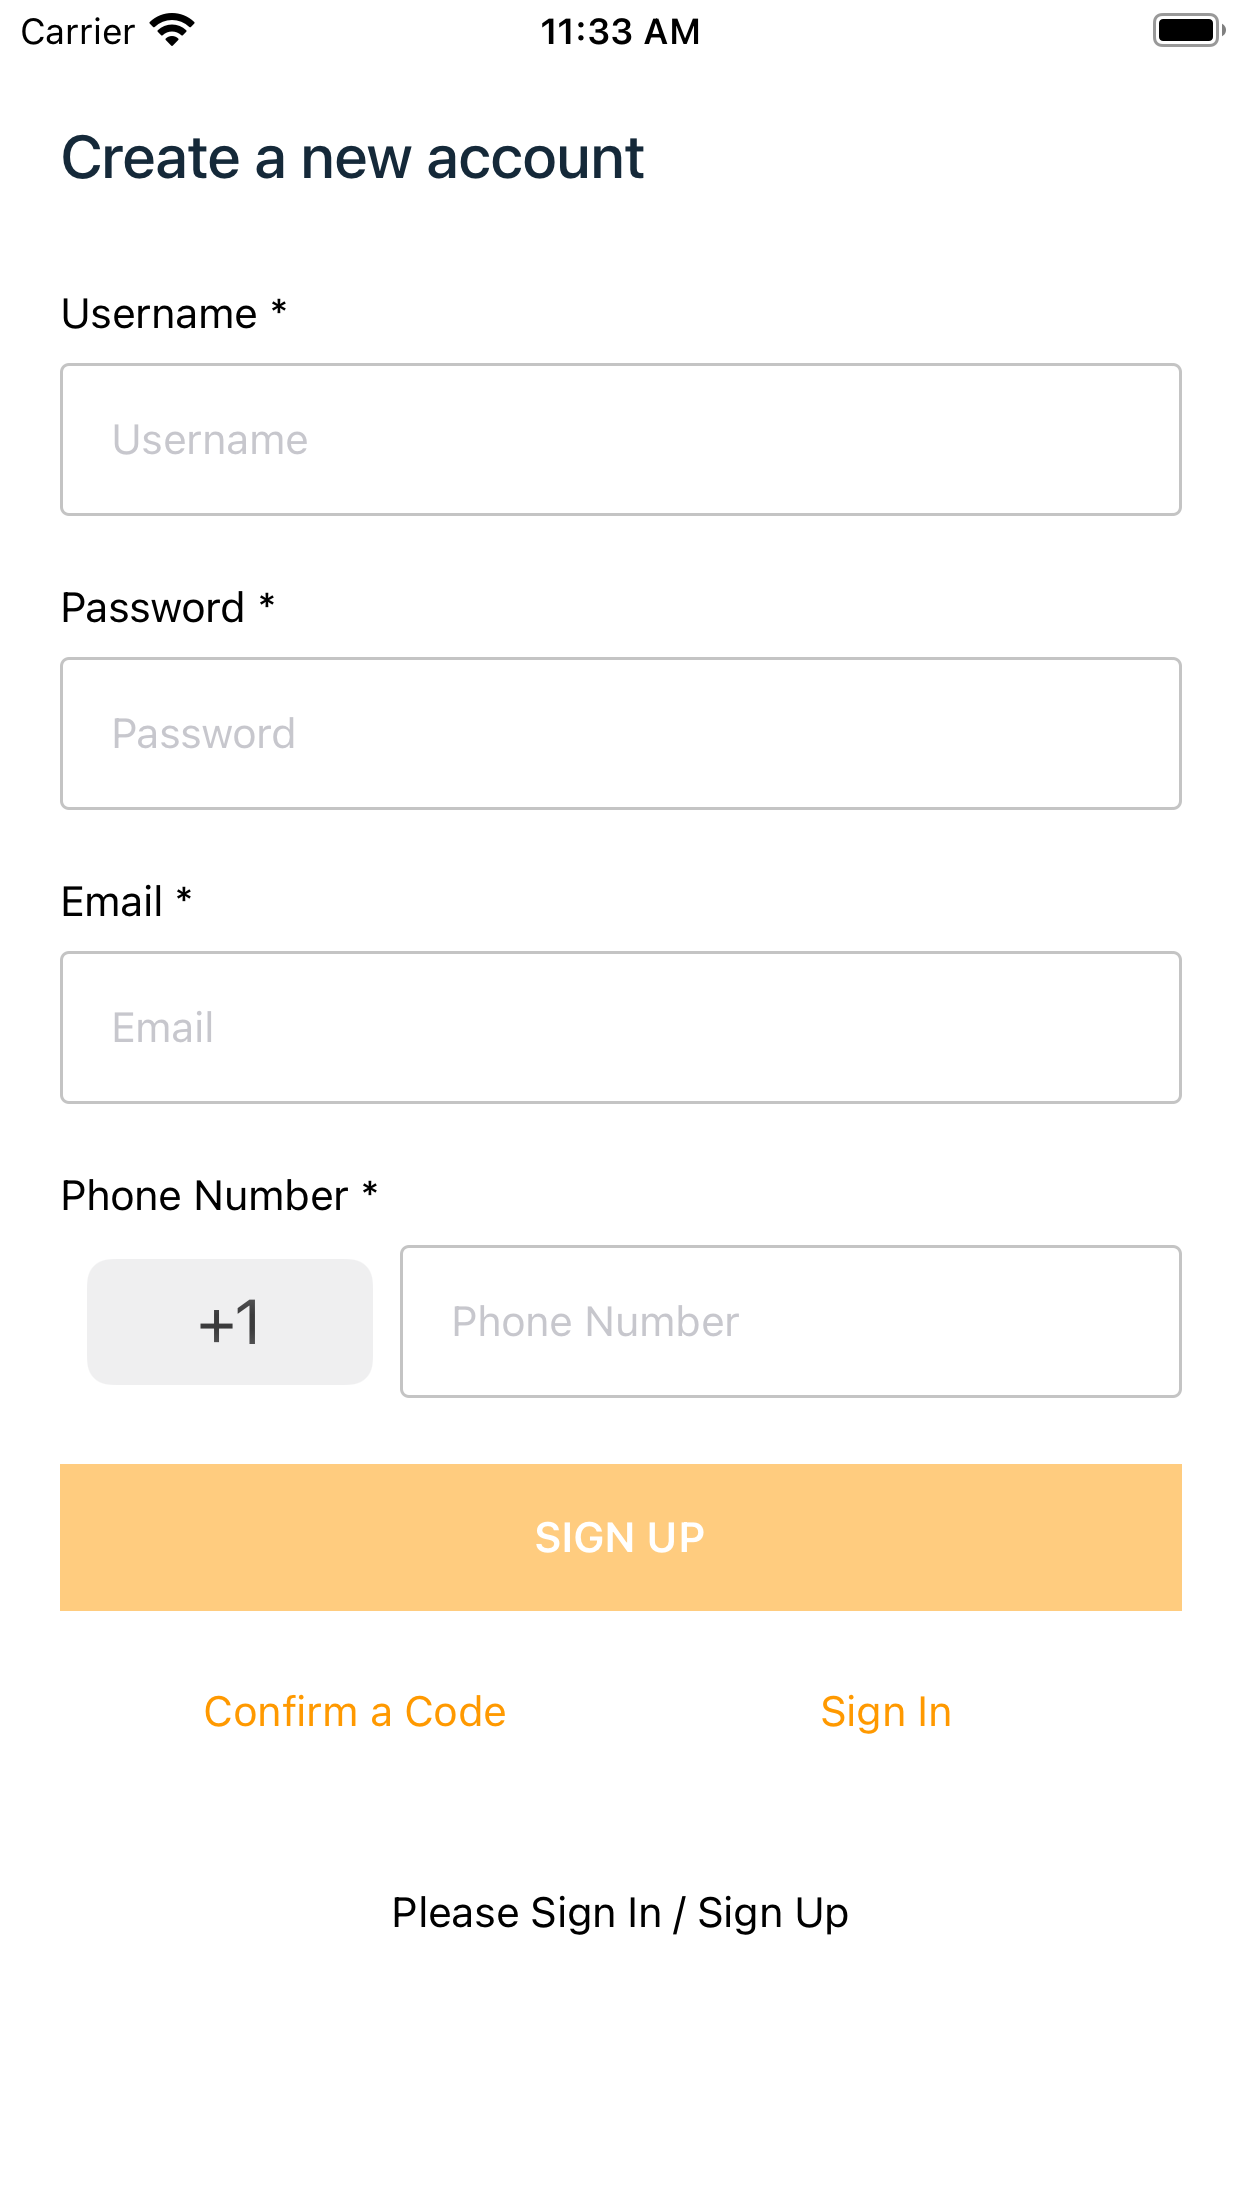 Carrier 11:33 AM
Create a new account
Username *
Username
Password *
Password
Email *
Email
Phone Number *
+1 Phone Number
SIGN UP
Confirm a Code Sign In
Please Sign In / Sign Up